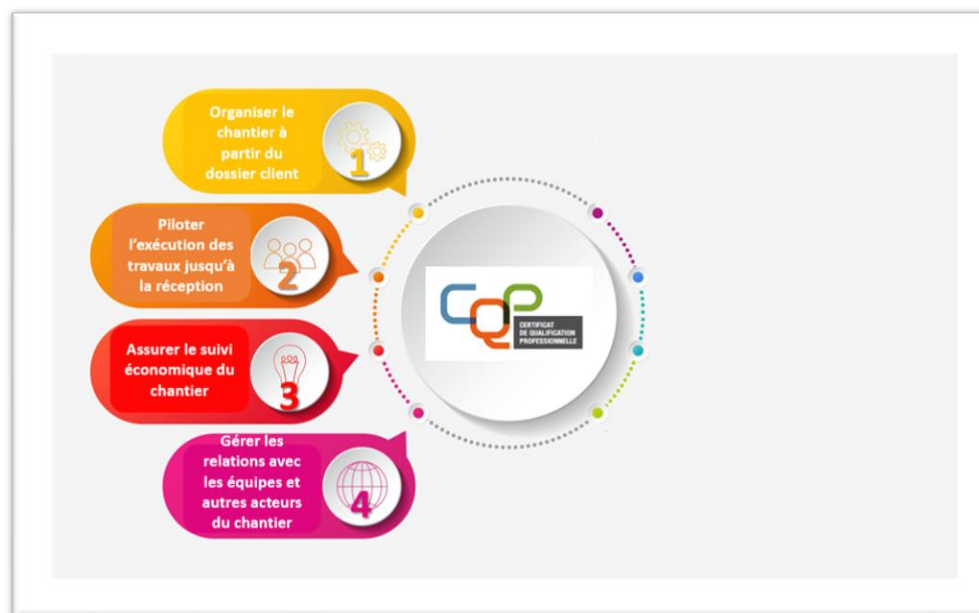 Organiser le
chantier à
partir du
dossier client
1
Piloter
l'exécution des
travaux jusqu'à
la réception
2
Assurer le suivi
économique du
chantier
3
Gérer les
relations avec
les équipes et
autres acteurs
du chantier
4
CQP
CERTIFICAT
DE QUALIFICATION
PROFESSIONNELLE